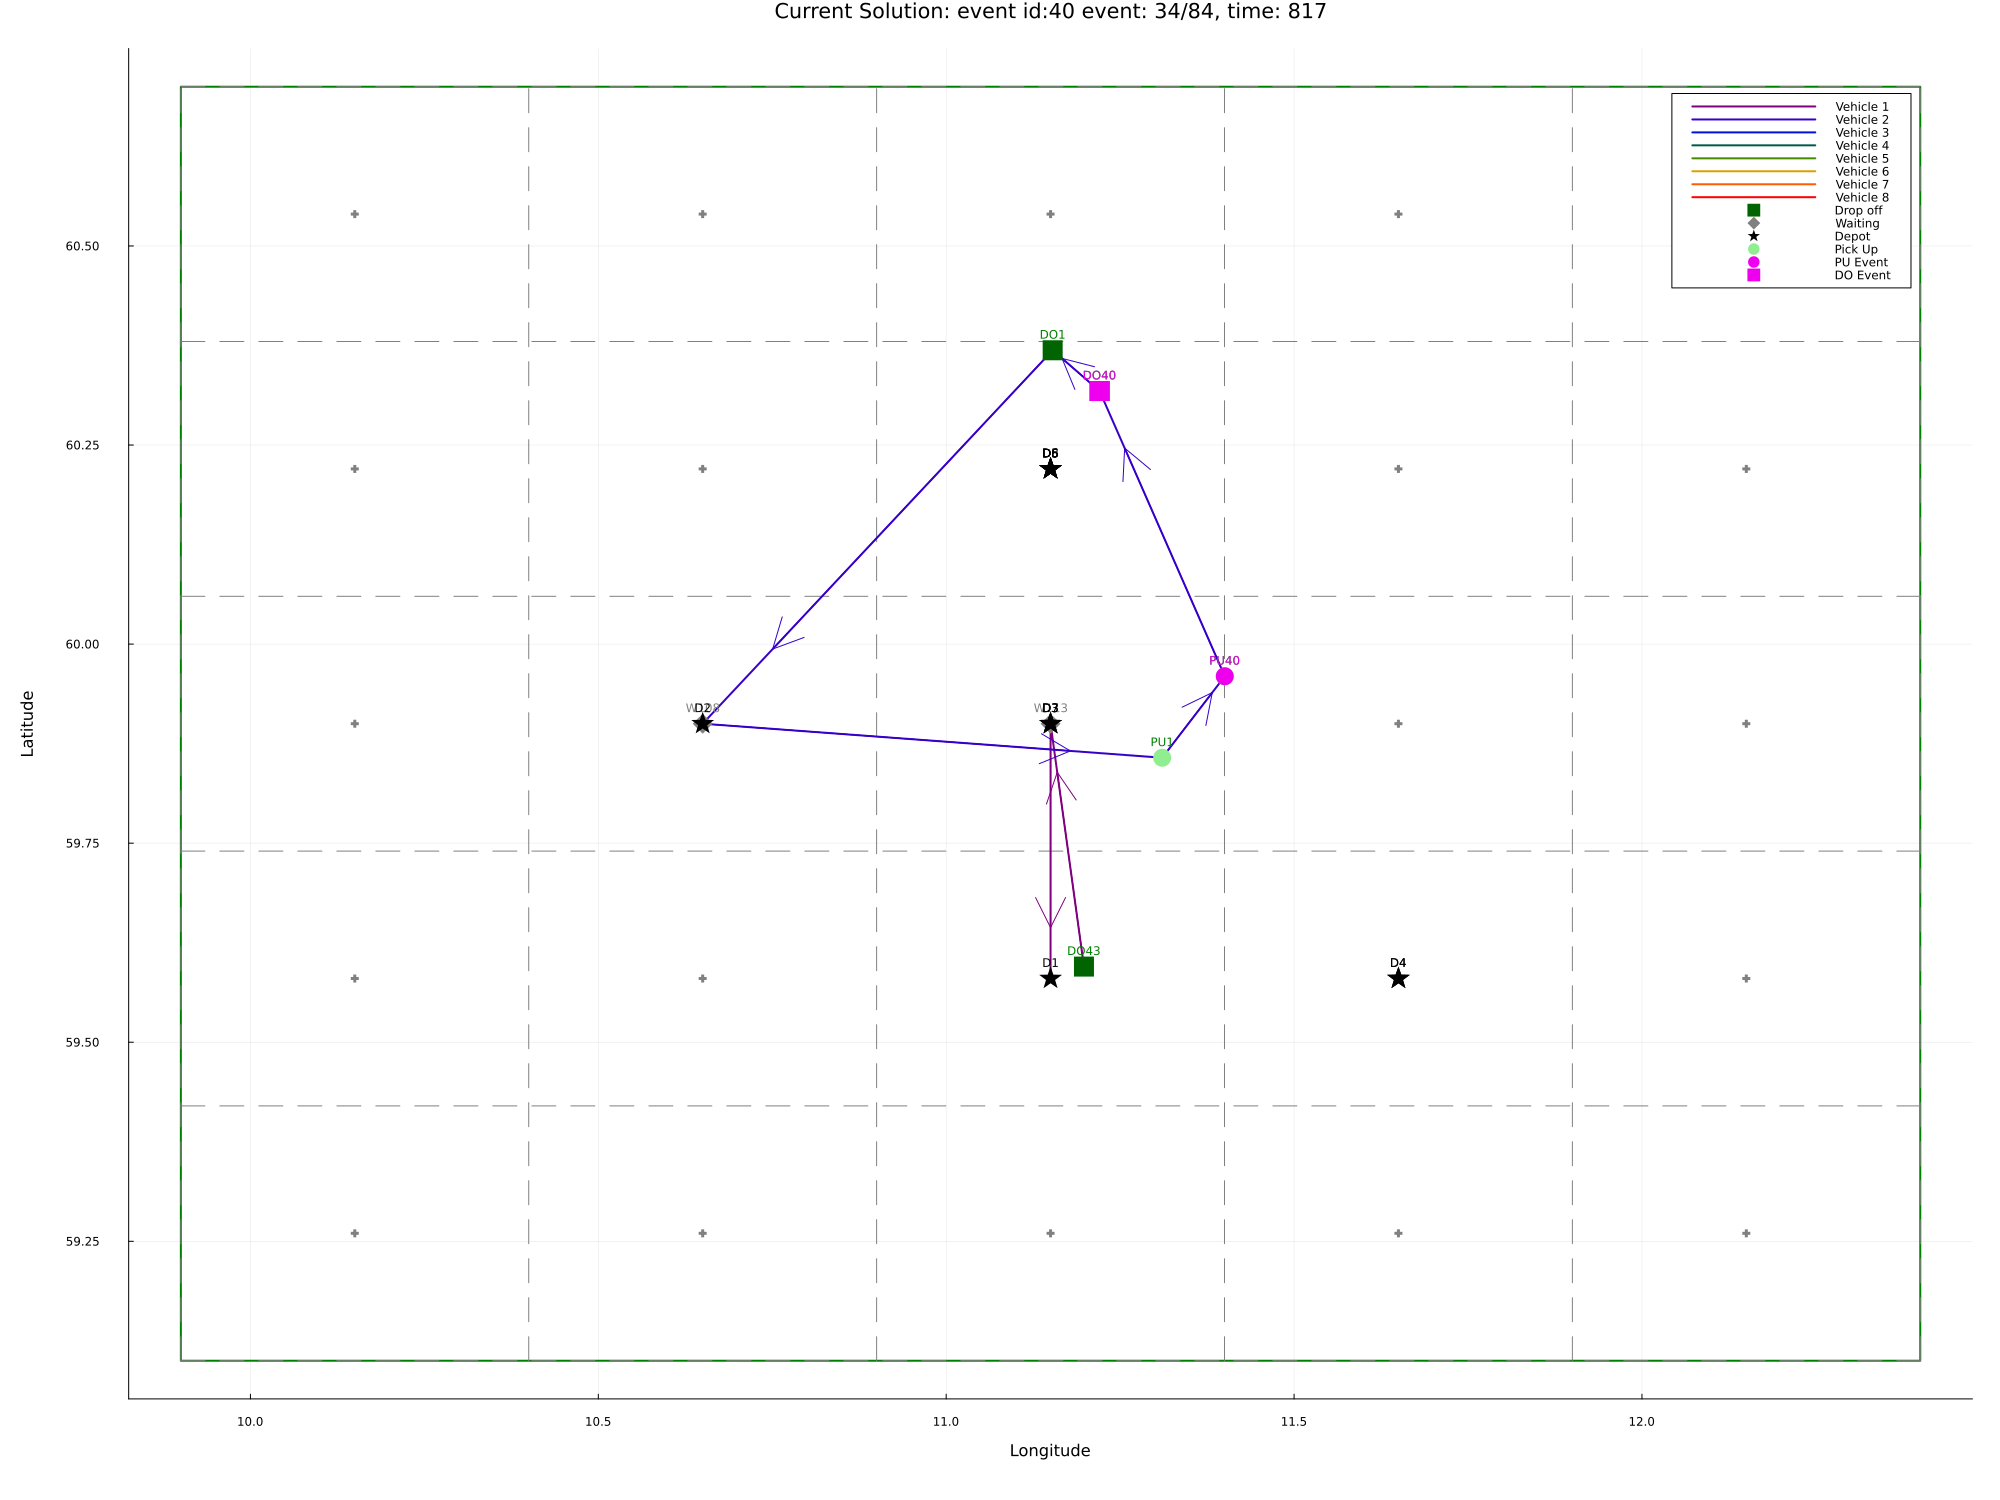 Current Solution: event id:40 event: 34/84, time: 817
Vehicle 1
Vehicle 2
Vehicle 3
Vehicle 4
Vehicle 5
Vehicle 6
Vehicle 7
Vehicle 8
Drop off
Waiting
Depot
Pick Up
PU Event
DO Event
60.50
60.25
60.00
59.75
59.50
59.25
DO1
DO40
PU40
D2
PU1
DO43
D1
D4
Latitude
10.0
10.5
11.0
11.5
12.0
Longitude